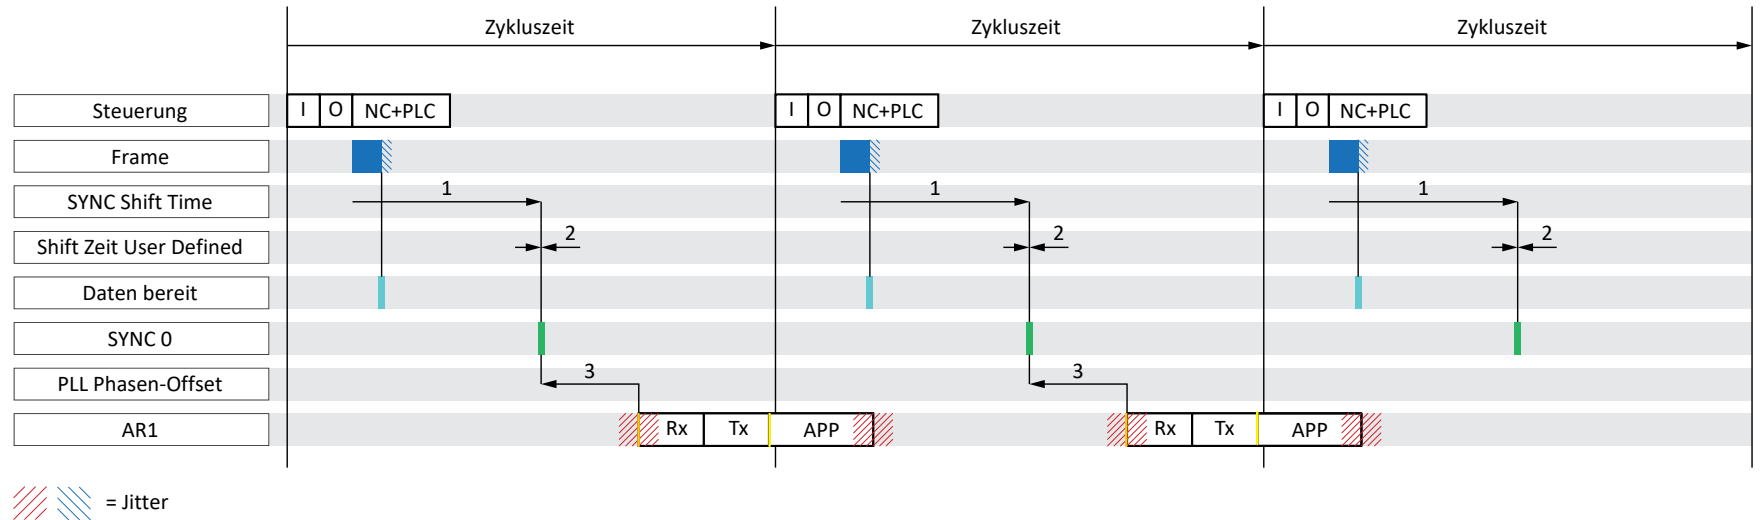 Zykluszeit Zykluszeit Zykluszeit
Steuerung I O NC+PLC I O NC+PLC I O NC+PLC
Frame
SYNC Shift Time 1 1 1
Shift Zeit User Defined 2 2 2
Daten bereit
SYNC 0
PLL Phasen-Offset 3 3
AR1 Rx Tx APP Rx Tx APP
= Jitter